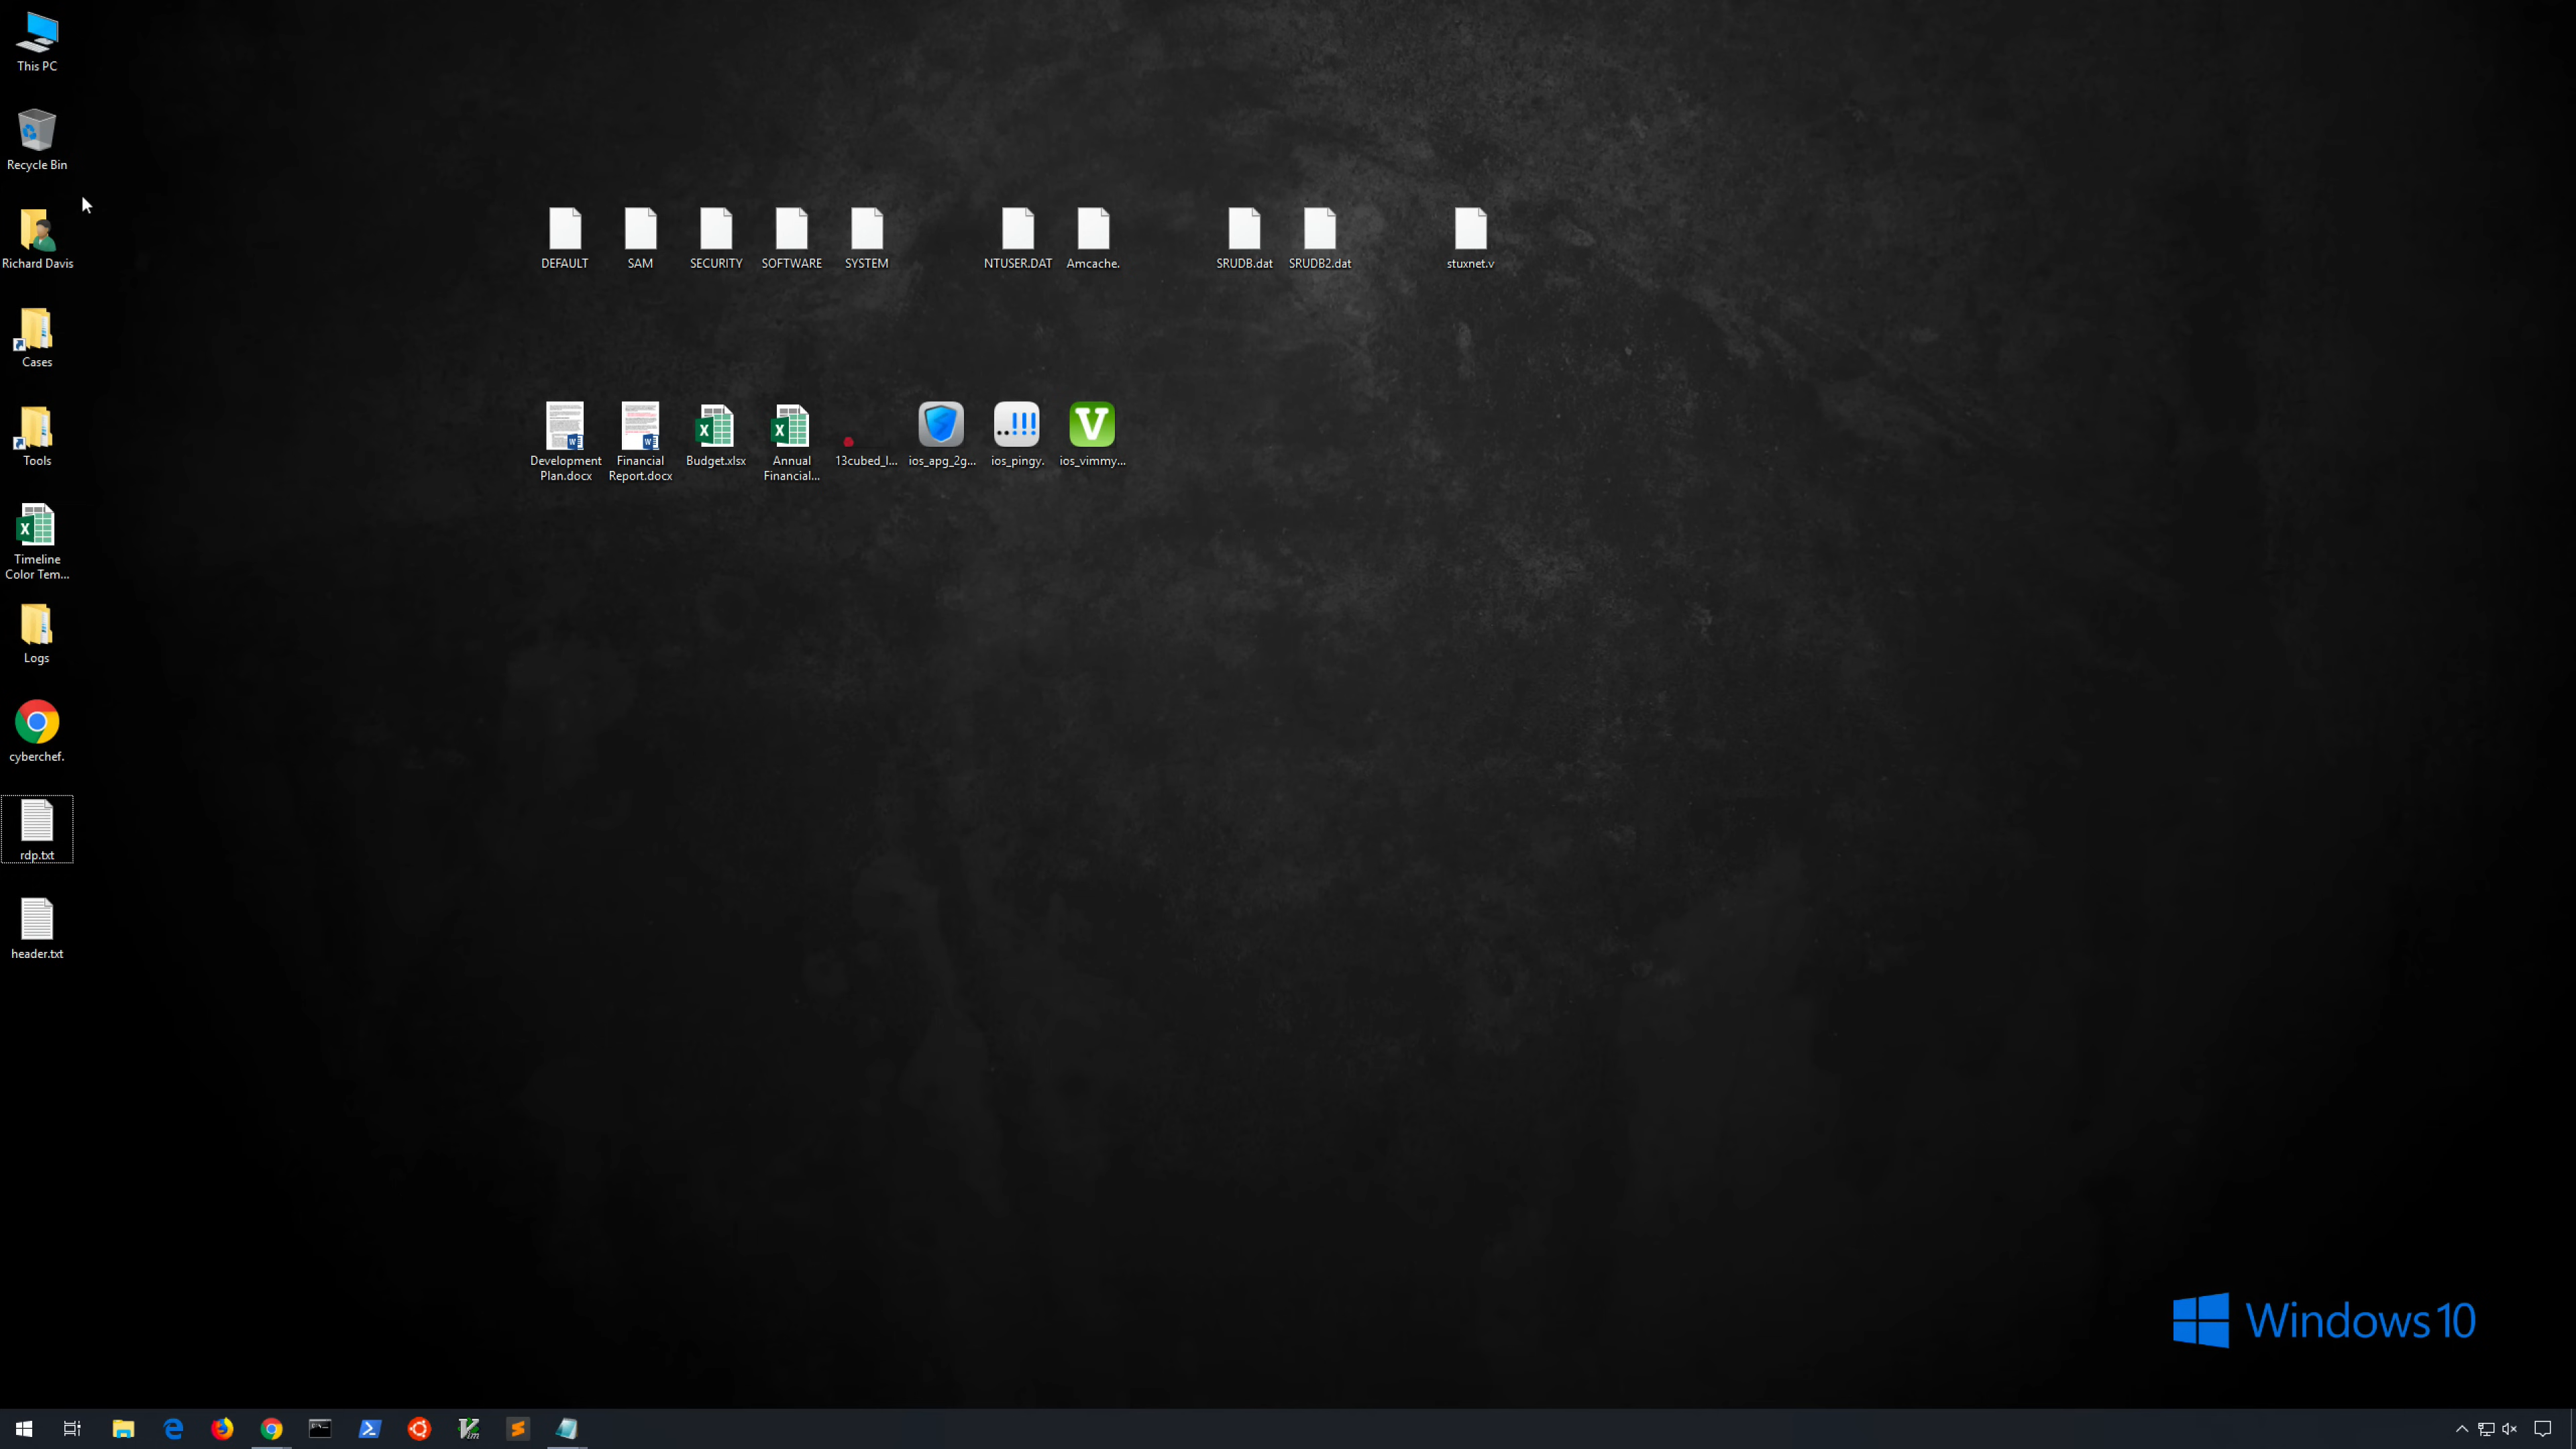 This PC
Recycle Bin
Richard Davis
Cases
Tools
Timeline
Color Tem...
Logs
cyberchef.
rdp.txt
header.txt
DEFAULT
SAM
SECURITY
SOFTWARE
SYSTEM
NTUSER.DAT
Amcache.
SRUDB.dat
SRUDB2.dat
stuxnet.v
Development
Plan.docx
Financial
Report.docx
Budget.xlsx
Annual
Financial...
13cubed_l...
ios_apg_2g...
ios_pingy.
ios_vimmy...
Windows 10